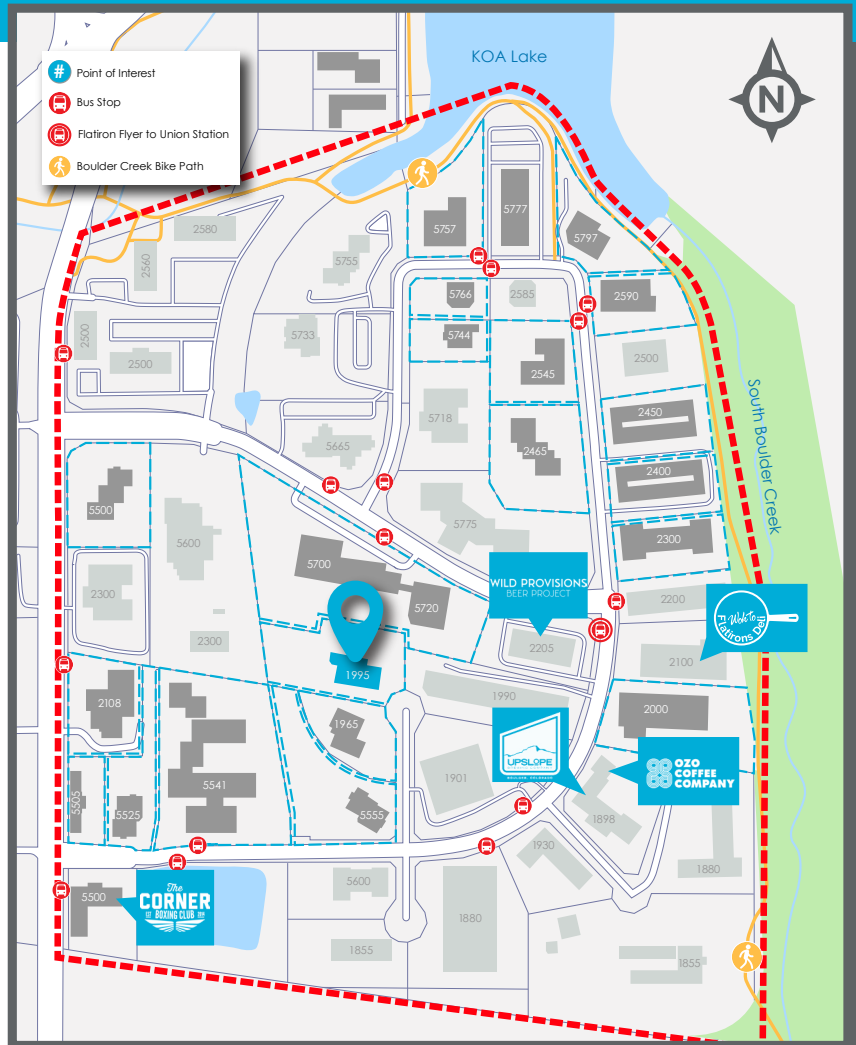 KOA Lake
N
#
Point of Interest
Bus Stop
Flatiron Flyer to Union Station
Boulder Creek Bike Path
2580
2560
5755
5757
5777
5797
5766
2585
2590
2500
2500
5733
5744
2545
2500
5718
2450
South Boulder Creek
5665
2465
2400
5500
5600
5775
2300
5700
2300
WILD PROVISIONS
BEER PROJECT
2200
5720
Wok to
Flatirons Deli
2300
2205
2100
1995
1990
2108
1965
2000
UPSLOPE
OZO
COFFEE
COMPANY
5541
1901
5505
5525
5555
1898
1930
1880
5600
5500
The
CORNER
EST BOXING CLUB
1880
1855
1855